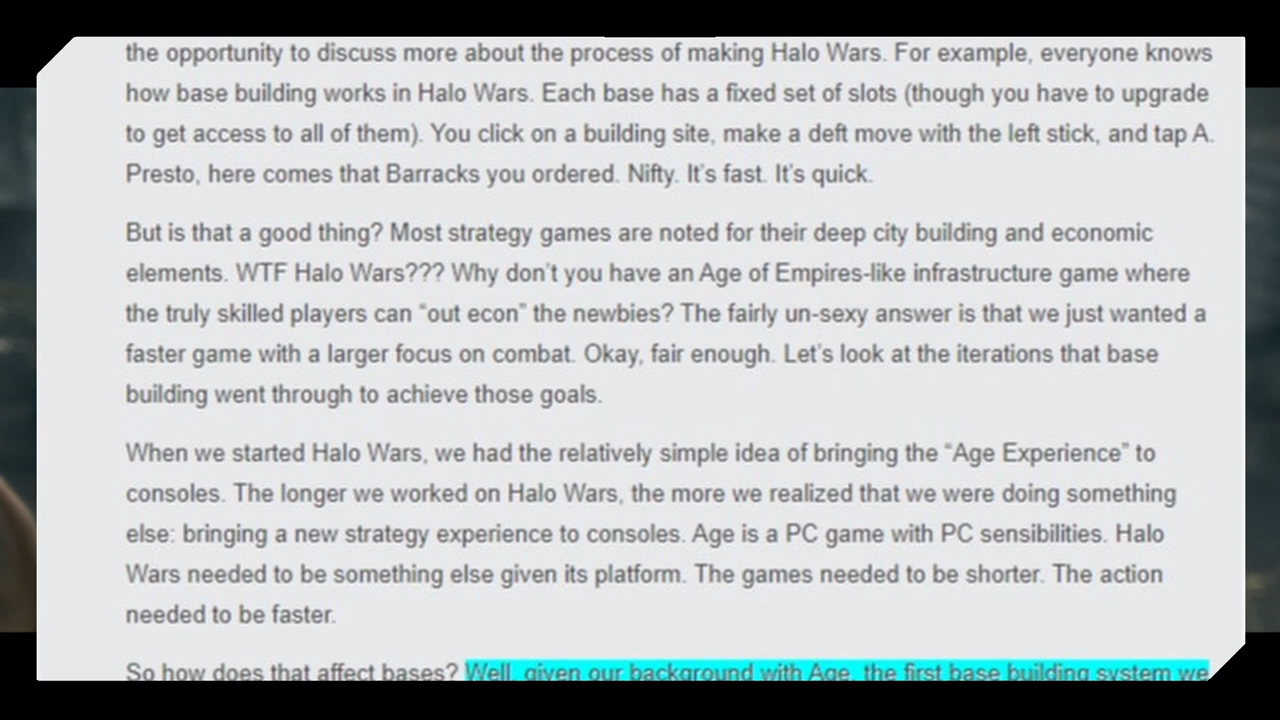 the opportunity to discuss more about the process of making Halo Wars. For example, everyone knows
how base building works in Halo Wars. Each base has a fixed set of slots (though you have to upgrade
to get access to all of them). You click on a building site, make a deft move with the left stick, and tap A.
Presto, here comes that Barracks you ordered. Nifty. It's fast. It's quick.
But is that a good thing? Most strategy games are noted for their deep city building and economic
elements. WTF Halo Wars??? Why don't you have an Age of Empires-like infrastructure game where
the truly skilled players can “out econ” the newbies? The fairly un-sexy answer is that we just wanted a
faster game with a larger focus on combat. Okay, fair enough. Let's look at the iterations that base
building went through to achieve those goals.
When we started Halo Wars, we had the relatively simple idea of bringing the “Age Experience” to
consoles. The longer we worked on Halo Wars, the more we realized that we were doing something
else: bringing a new strategy experience to consoles. Age is a PC game with PC sensibilities. Halo
Wars needed to be something else given its platform. The games needed to be shorter. The action
needed to be faster.
So how does that affect bases? Well, given our background with Age, the first base building system we